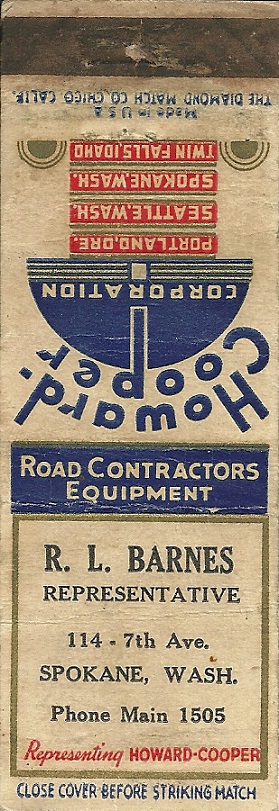 THE DIAMOND MATCH CO. CHICO, CALIF.
Made in U.S.A.
TWIN FALLS, IDAHO
SPOKANE, WASH.
SEATTLE, WASH.
PORTLAND, ORE.
CORPORATION
Howard-Cooper
ROAD CONTRACTORS
EQUIPMENT
R. L. BARNES
REPRESENTATIVE
114 - 7th Ave.
SPOKANE, WASH.
Phone Main 1505
Representing HOWARD-COOPER
CLOSE COVER BEFORE STRIKING MATCH